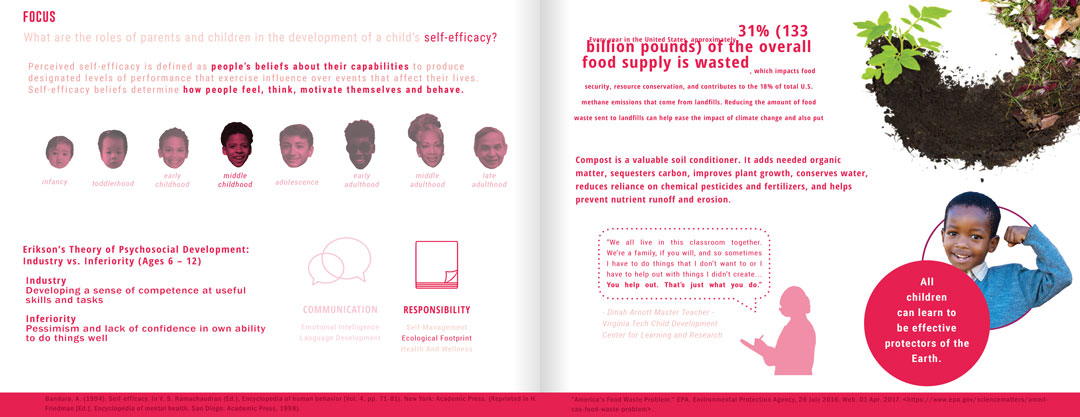 FOCUS
What are the roles of parents and children in the development of a child's self-efficacy?
Perceived self-efficacy is defined as people's beliefs about their capabilities to produce
designated levels of performance that exercise influence over events that affect their lives.
Self-efficacy beliefs determine how people feel, think, motivate themselves and behave.
infancy
toddlerhood
early
childhood
middle
childhood
adolescence
early
adulthood
middle
adulthood
late
adulthood
Erikson's Theory of Psychosocial Development:
Industry vs. Inferiority (Ages 6 – 12)
Industry
Developing a sense of competence at useful
skills and tasks
Inferiority
Pessimism and lack of confidence in own ability
to do things well
COMMUNICATION
Emotional Intelligence
Language Development
RESPONSIBILITY
Self-Management
Ecological Footprint
Health And Wellness
Bandura, A. (1994). Self-efficacy. In V. S. Ramachaudran (Ed.), Encyclopedia of human behavior (Vol. 4, pp. 71-81). New York: Academic Press. (Reprinted in H.
Friedman [Ed.], Encyclopedia of mental health. San Diego: Academic Press, 1998).
Every year in the United States, approximately 31% (133
billion pounds) of the overall
food supply is wasted, which impacts food
security, resource conservation, and contributes to the 18% of total U.S.
methane emissions that come from landfills. Reducing the amount of food
waste sent to landfills can help ease the impact of climate change and also put
Compost is a valuable soil conditioner. It adds needed organic
matter, sequesters carbon, improves plant growth, conserves water,
reduces reliance on chemical pesticides and fertilizers, and helps
prevent nutrient runoff and erosion.
"We all live in this classroom together.
We're a family, if you will, and so sometimes
I have to do things that I don't want to or I
have to help out with things I didn't create...
You help out. That's just what you do."
- Dinah Arnott Master Teacher -
Virginia Tech Child Development
Center for Learning and Research
All
children
can learn to
be effective
protectors of the
Earth.
"America's Food Waste Problem." EPA. Environmental Protection Agency, 26 July 2016. Web. 01 Apr. 2017. <https://www.epa.gov/sciencematters/ameri-
cas-food-waste-problem>.